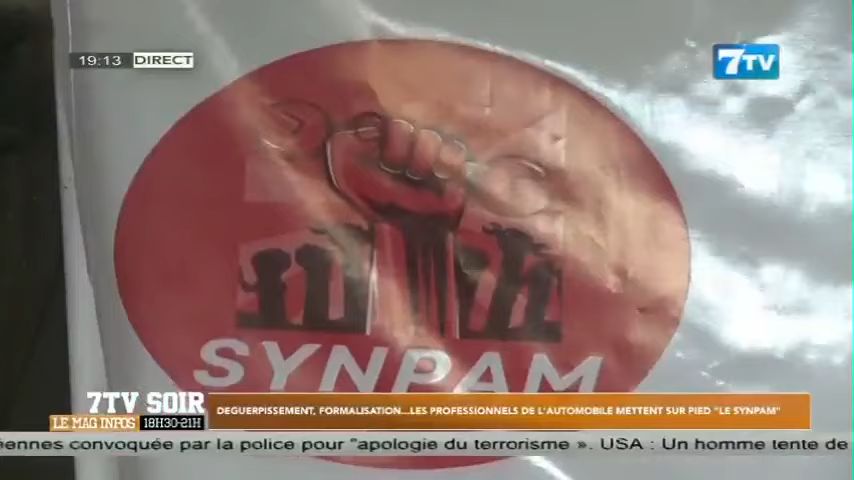 19:13 DIRECT
7TV
SYNPAM
7TV SOIR
LE MAG INFOS 18H30-21H
DEGUERPISSEMENT, FORMALISATION...LES PROFESSIONNELS DE L'AUTOMOBILE METTENT SUR PIED "LE SYNPAM"
éennes convoquée par la police pour "apologie du terrorisme ». USA : Un homme tente de